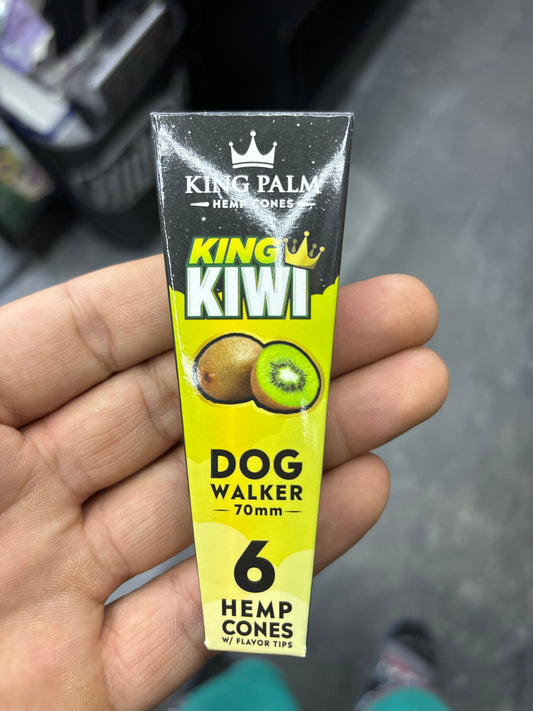 KING PALM
HEMP CONES
KING
KIWI
DOG
WALKER
70mm
6
HEMP
CONES
W/ FLAVOR TIPS